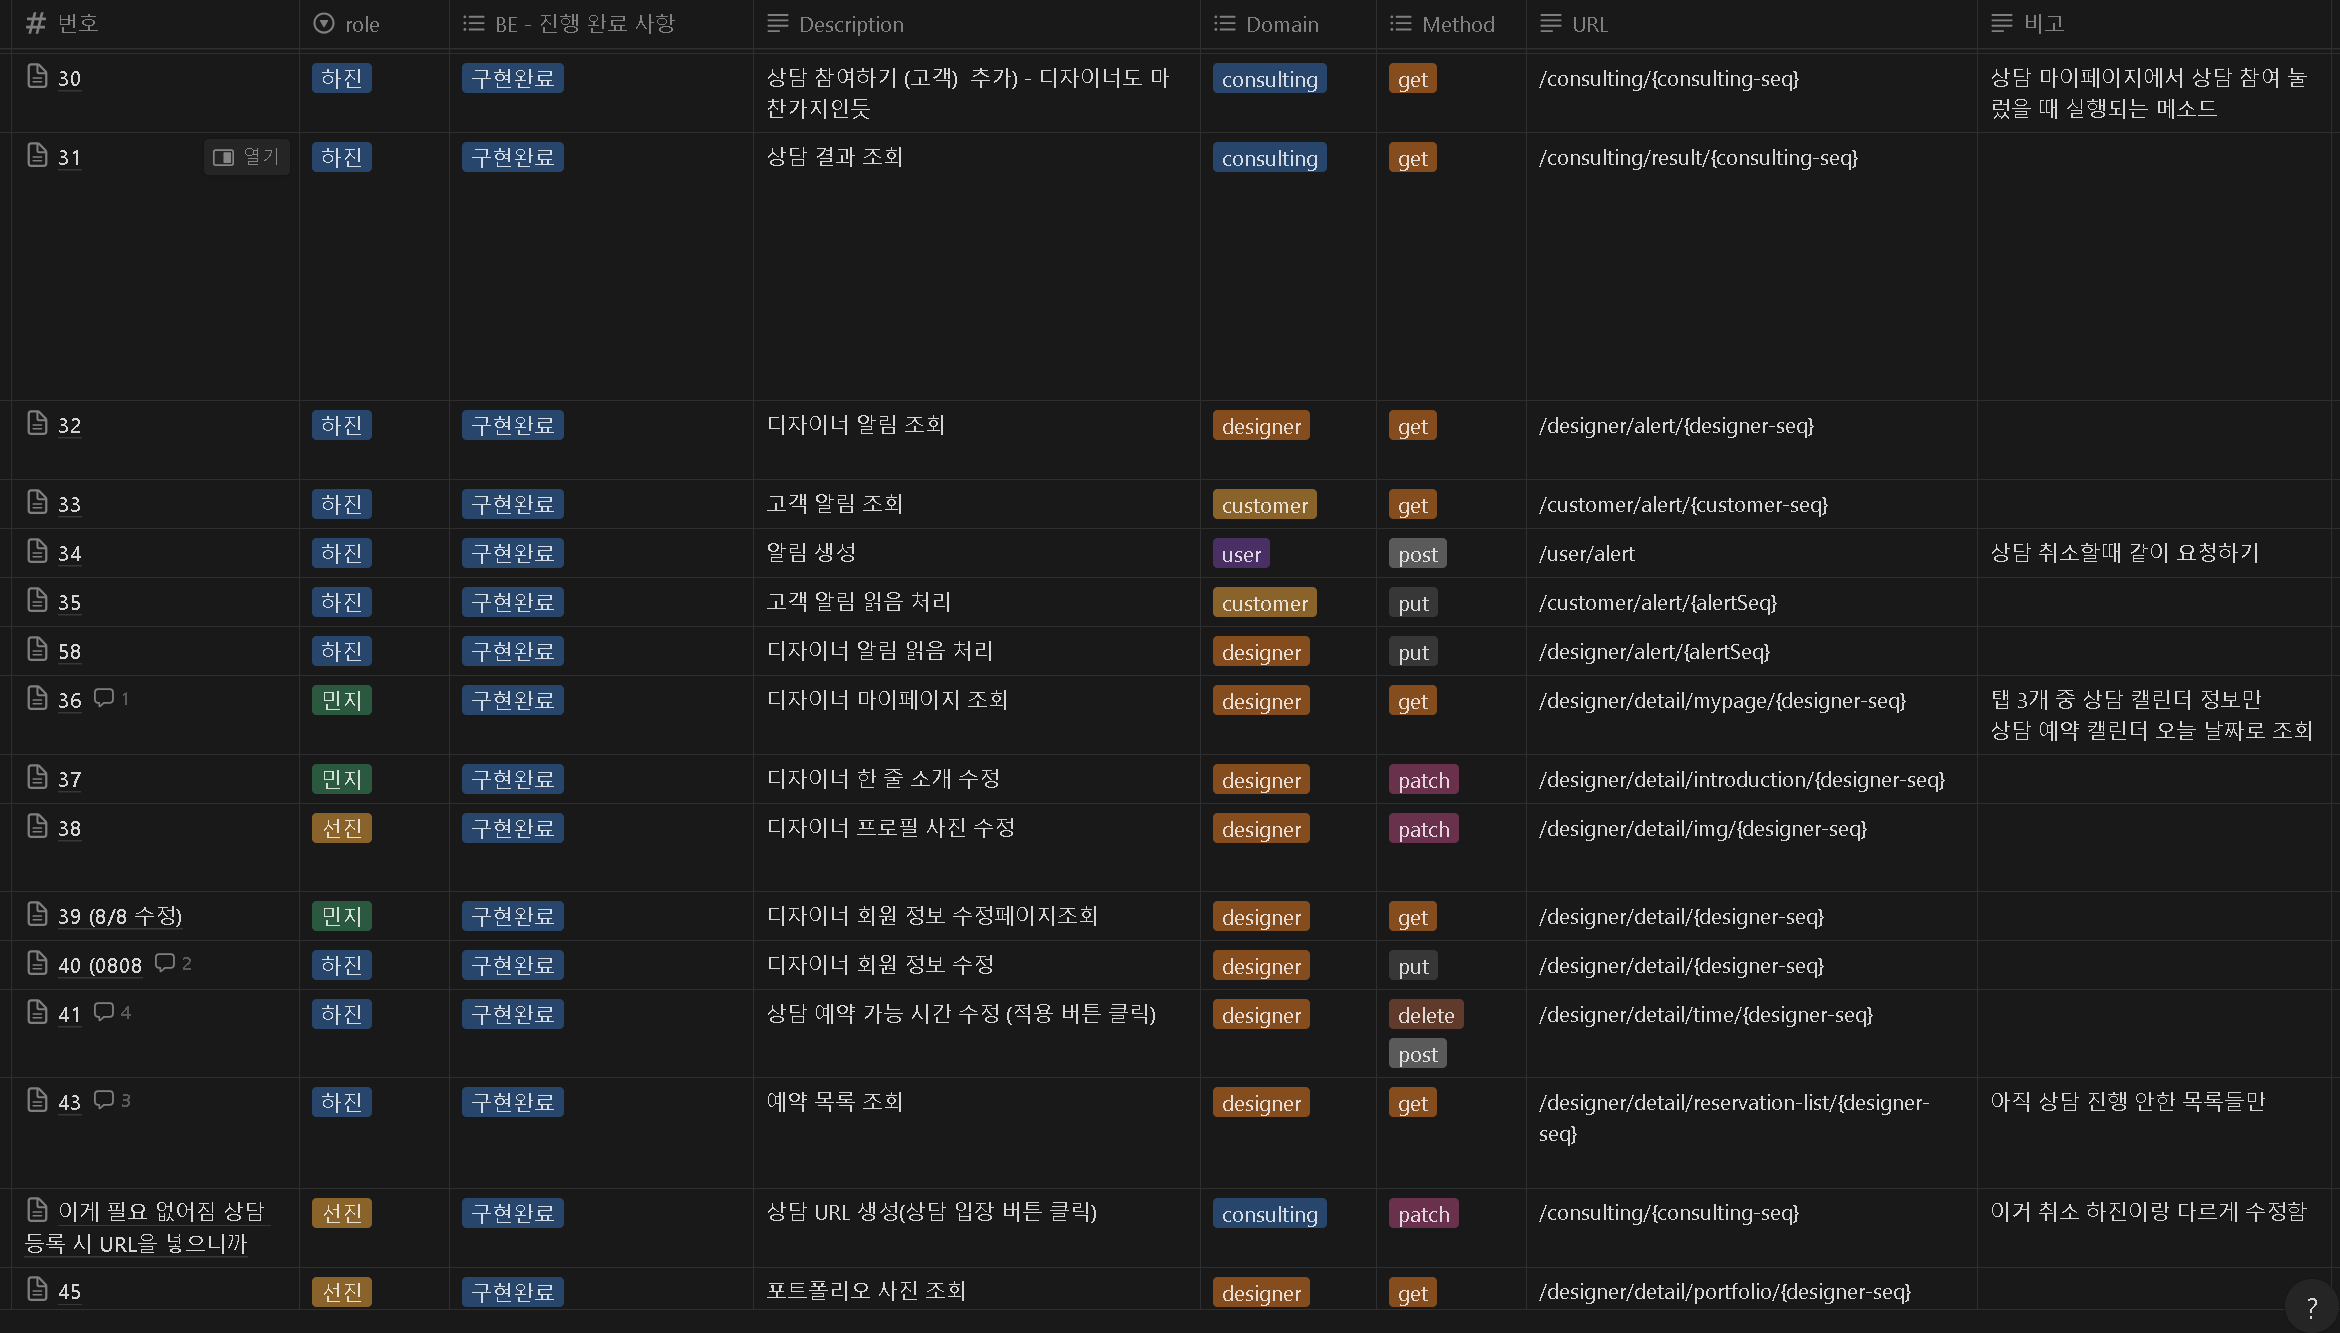 번호 role BE - 진행 완료 사항 Description Domain Method URL 비고
30 하진 구현완료 상담 참여하기 (고객) 추가) - 디자이너도 마 consulting get /consulting/{consulting-seq} 상담 마이페이지에서 상담 참여 눌
찬가지인듯 렀을 때 실행되는 메소드
31 열기 하진 구현완료 상담 결과 조회 consulting get /consulting/result/{consulting-seq}
32 하진 구현완료 디자이너 알림 조회 designer get /designer/alert/{designer-seq}
33 하진 구현완료 고객 알림 조회 customer get /customer/alert/{customer-seq}
34 하진 구현완료 알림 생성 user post /user/alert 상담 취소할때 같이 요청하기
35 하진 구현완료 고객 알림 읽음 처리 customer put /customer/alert/{alertSeq}
58 하진 구현완료 디자이너 알림 읽음 처리 designer put /designer/alert/{alertSeq}
36 1 민지 구현완료 디자이너 마이페이지 조회 designer get /designer/detail/mypage/{designer-seq} 탭 3개 중 상담 캘린더 정보만
상담 예약 캘린더 오늘 날짜로 조회
37 민지 구현완료 디자이너 한 줄 소개 수정 designer patch /designer/detail/introduction/{designer-seq}
38 선진 구현완료 디자이너 프로필 사진 수정 designer patch /designer/detail/img/{designer-seq}
39 (8/8 수정) 민지 구현완료 디자이너 회원 정보 수정페이지조회 designer get /designer/detail/{designer-seq}
40 (0808 2 하진 구현완료 디자이너 회원 정보 수정 designer put /designer/detail/{designer-seq}
41 4 하진 구현완료 상담 예약 가능 시간 수정 (적용 버튼 클릭) designer delete /designer/detail/time/{designer-seq}
post
43 3 하진 구현완료 예약 목록 조회 designer get /designer/detail/reservation-list/{designer- 아직 상담 진행 안한 목록들만
seq}
이게 필요 없어짐 상담 선진 구현완료 상담 URL 생성(상담 입장 버튼 클릭) consulting patch /consulting/{consulting-seq} 이거 취소 하진이랑 다르게 수정함
등록 시 URL을 넣으니까
45 선진 구현완료 포트폴리오 사진 조회 designer get /designer/detail/portfolio/{designer-seq}
?